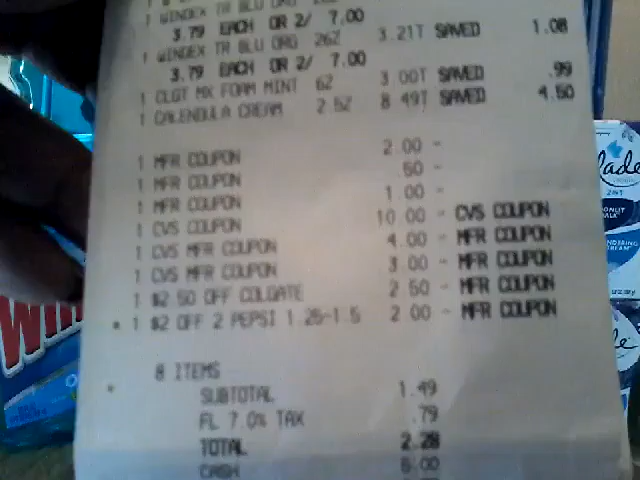 1 WINDEX TR BLU ORG 26Z
3.79 EACH OR 2/ 7.00
1 WINDEX TR BLU ORG 26Z 3.21T SAVED 1.08
3.79 EACH OR 2/ 7.00
1 CLGT MX FOAM MINT 6Z 3.00T SAVED .99
1 CALENDULA CREAM 2.5Z 8.49T SAVED 4.50
1 MFR COUPON 2.00 -
1 MFR COUPON .50 -
1 MFR COUPON 1.00 -
1 CVS COUPON 10.00 - CVS COUPON
1 CVS MFR COUPON 4.00 - MFR COUPON
1 CVS MFR COUPON 3.00 - MFR COUPON
1 $2.50 OFF COLGATE 2.50 - MFR COUPON
* 1 $2 OFF 2 PEPSI 1.25-1.5 2.00 - MFR COUPON
8 ITEMS
SUBTOTAL 1.49
FL 7.0% TAX .79
TOTAL 2.28
CASH
lade
2in1